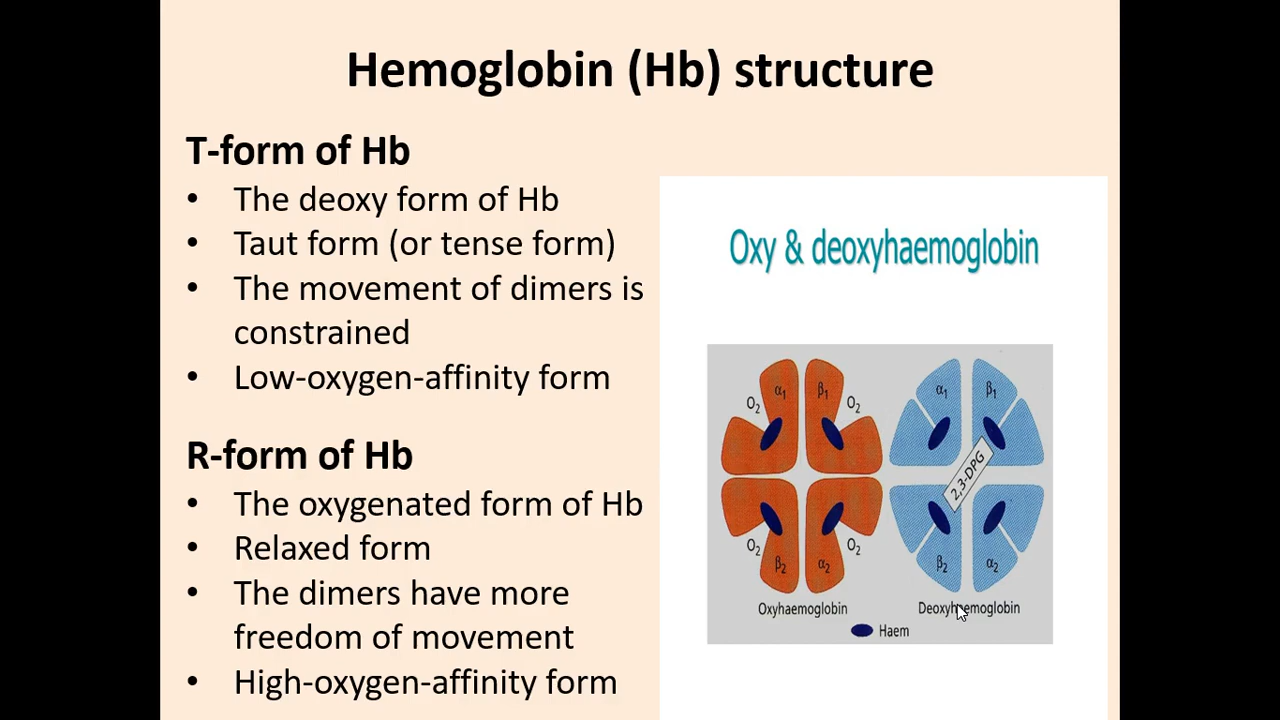 Hemoglobin (Hb) structure
T-form of Hb
• The deoxy form of Hb
• Taut form (or tense form)
• The movement of dimers is
constrained
• Low-oxygen-affinity form
R-form of Hb
• The oxygenated form of Hb
• Relaxed form
• The dimers have more
freedom of movement
• High-oxygen-affinity form
Oxy & deoxyhaemoglobin
α1 β1
O2 O2
O2 O2
β2 α2
Oxyhaemoglobin
α1 β1
2,3-DPG
β2 α2
Deoxyhaemoglobin
Haem